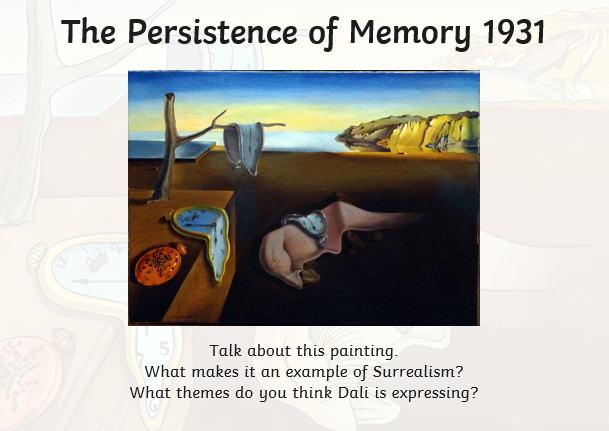 The Persistence of Memory 1931
Talk about this painting.
What makes it an example of Surrealism?
What themes do you think Dali is expressing?
5